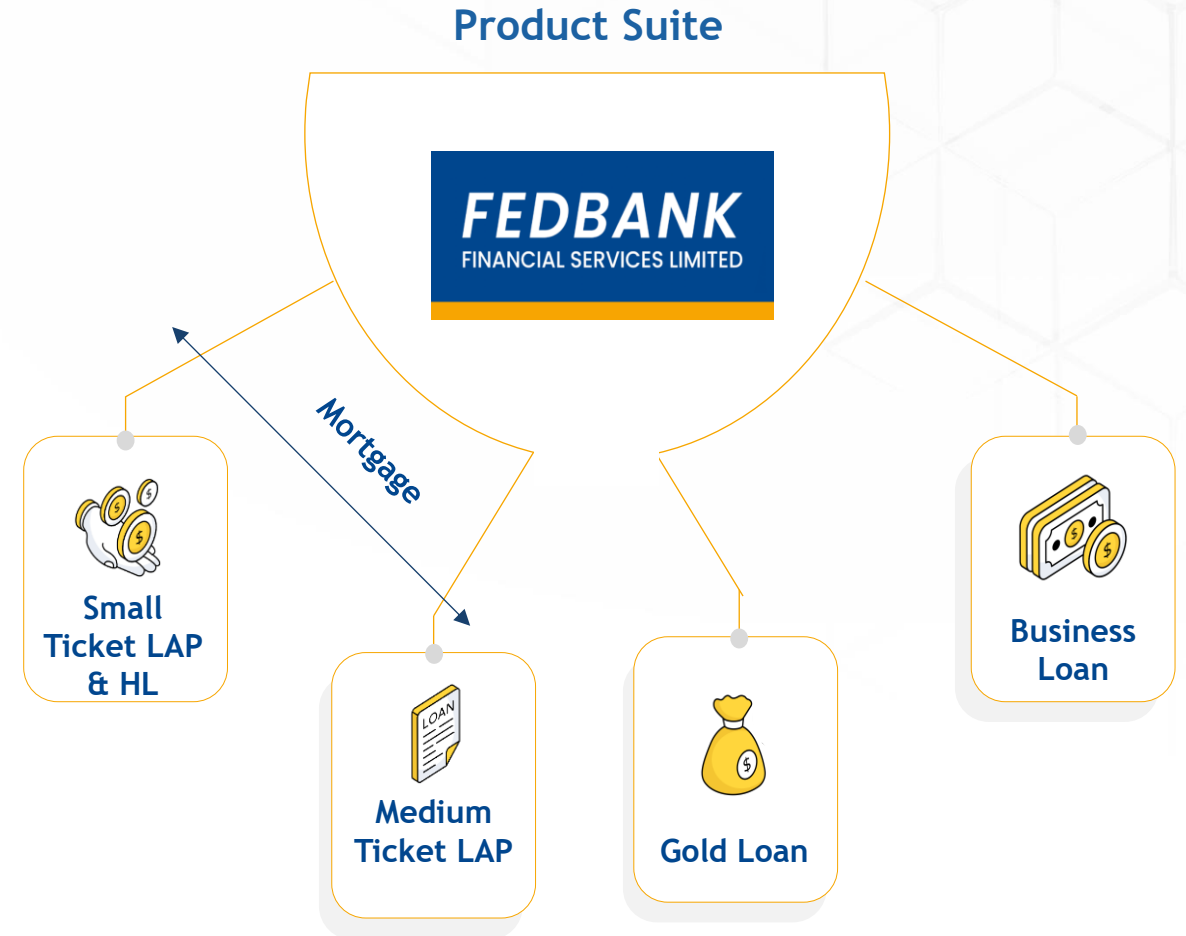 Product Suite
FEDBANK
FINANCIAL SERVICES LIMITED
Mortgage
Small
Ticket LAP
& HL
LOAN
Medium
Ticket LAP
Gold Loan
Business
Loan